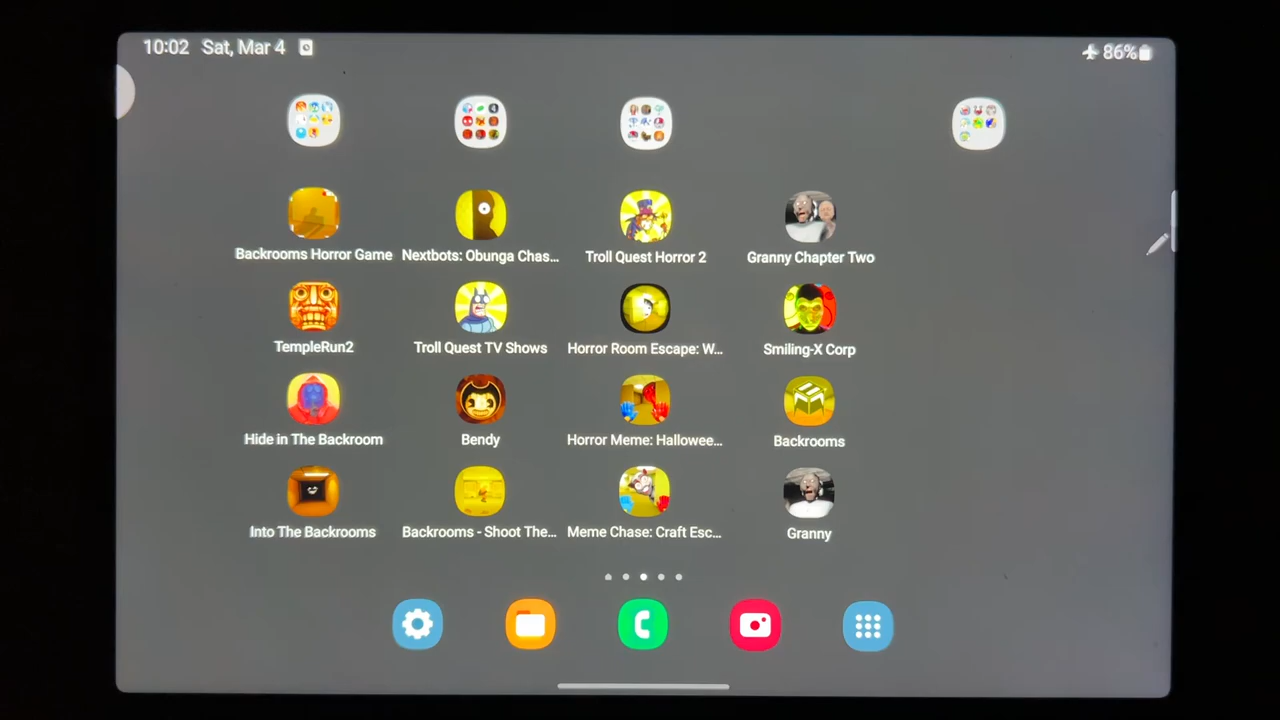 10:02 Sat, Mar 4
86%
Backrooms Horror Game
Nextbots: Obunga Chas...
Troll Quest Horror 2
Granny Chapter Two
TempleRun2
Troll Quest TV Shows
Horror Room Escape: W...
Smiling-X Corp
Hide in The Backroom
Bendy
Horror Meme: Hallowee...
Backrooms
Into The Backrooms
Backrooms - Shoot The...
Meme Chase: Craft Esc...
Granny